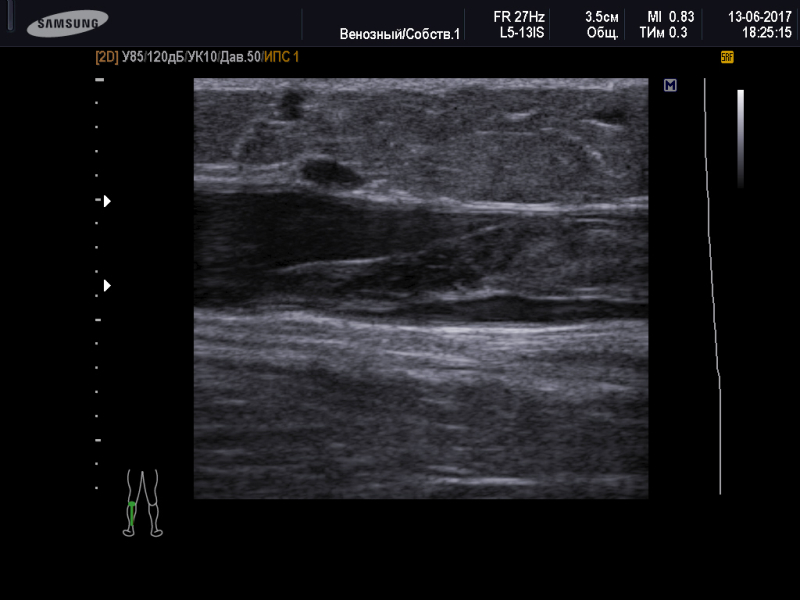 SAMSUNG
Венозный/Собств.1
FR 27Hz
L5-13IS
3.5см
Общ.
MI 0.83
ТИм 0.3
13-06-2017
18:25:15
[2D] У85/120дБ/УК10/Дав.50/ИПС 1
SRF
M